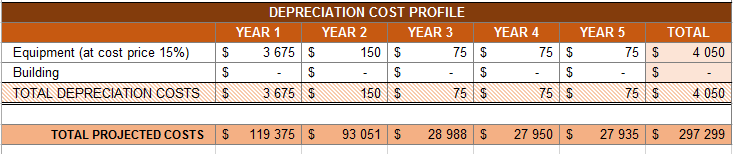 DEPRECIATION COST PROFILE
YEAR 1 YEAR 2 YEAR 3 YEAR 4 YEAR 5 TOTAL
Equipment (at cost price 15%) $ 3 675 $ 150 $ 75 $ 75 $ 75 $ 4 050
Building $ - $ - $ - $ - $ - $ -
TOTAL DEPRECIATION COSTS $ 3 675 $ 150 $ 75 $ 75 $ 75 $ 4 050
TOTAL PROJECTED COSTS $ 119 375 $ 93 051 $ 28 988 $ 27 950 $ 27 935 $ 297 299